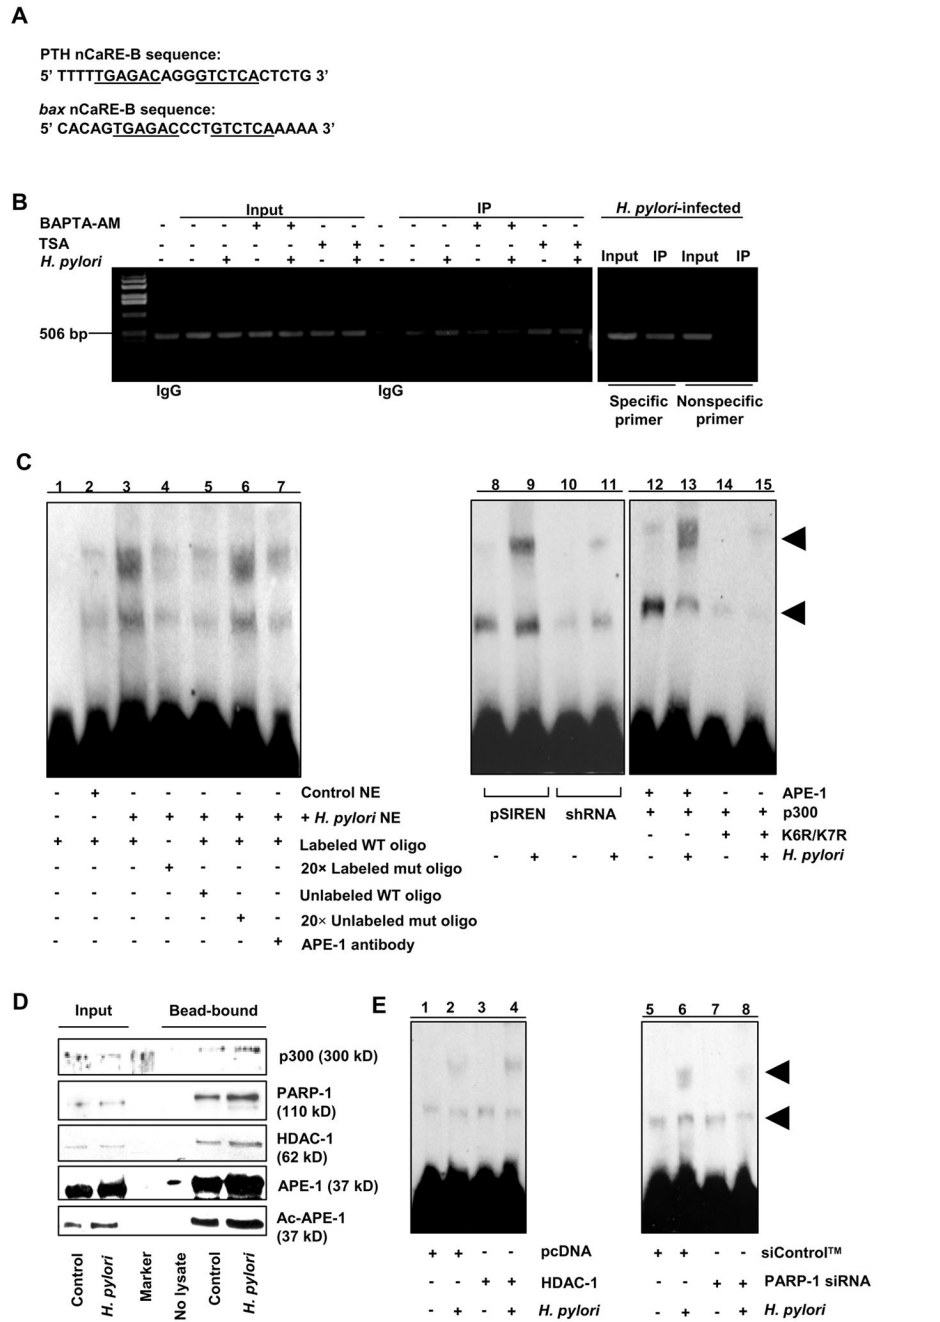 A
PTH nCaRE-B sequence:
5’ TTTTTGAGACAGGGTCTCACTCTG 3’
bax nCaRE-B sequence:
5’ CACAGTGAGACCCTGTCTCAAAAA 3’
B
Input IP H. pylori-infected
BAPTA-AM - - - + + - - - - - + + - -
TSA - - - - - + + - - - - - + +
H. pylori - - + - + - + - - + - + - +
Input IP Input IP
506 bp
IgG IgG
Specific primer
Nonspecific primer
C
1 2 3 4 5 6 7 8 9 10 11 12 13 14 15
- + - - - - - Control NE
- - + + + + + + H. pylori NE
+ + + - + + + Labeled WT oligo
- - - + - - - 20× Labeled mut oligo
- - - - + - - Unlabeled WT oligo
- - - - - + - 20× Unlabeled mut oligo
- - - - - - + APE-1 antibody
pSIREN shRNA
- + - +
+ + - - APE-1
+ + + + p300
- - + + K6R/K7R
- + - + H. pylori
D
Input Bead-bound
p300 (300 kD)
PARP-1
(110 kD)
HDAC-1
(62 kD)
APE-1 (37 kD)
Ac-APE-1
(37 kD)
Control
H. pylori
Marker
No lysate
Control
H. pylori
E
1 2 3 4 5 6 7 8
+ + - - pcDNA
- - + + HDAC-1
- + - + H. pylori
+ + - - siControl™
- - + + PARP-1 siRNA
- + - + H. pylori